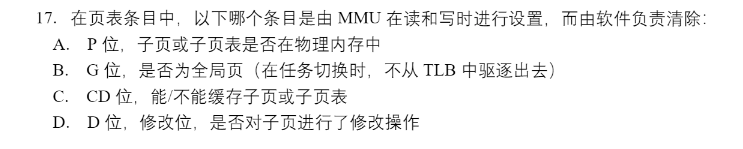 17. 在页表条目中，以下哪个条目是由 MMU 在读和写时进行设置，而由软件负责清除：
A. P 位，子页或子页表是否在物理内存中
B. G 位，是否为全局页（在任务切换时，不从 TLB 中驱逐出去）
C. CD 位，能/不能缓存子页或子页表
D. D 位，修改位，是否对子页进行了修改操作